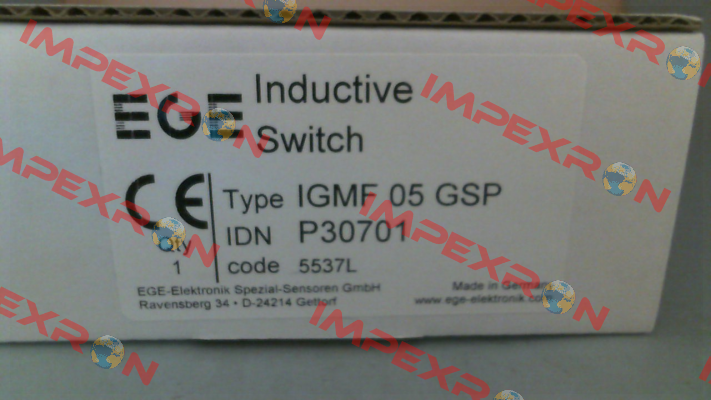 EGE Inductive
Switch
CE
Type IGMF 05 GSP
IDN P30701
Qty
1
code 5537L
EGE-Elektronik Spezial-Sensoren GmbH
Ravensberg 34 • D-24214 Gettorf
Made in Germany
www.ege-elektronik.com
IMPEXRON
IMPEXRON
IMPEXRON
IMPEXRON
IMPEXRON
IMPEXRON